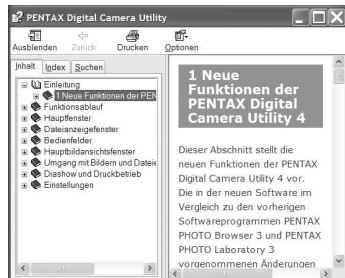 PENTAX Digital Camera Utility
Ausblenden Zurück Drucken Optionen
Inhalt Index Suchen
Einleitung
1 Neue Funktionen der PEN
Funktionsablauf
Hauptfenster
Dateianzeigefenster
Bedienfelder
Hauptbildansichtsfenster
Umgang mit Bildern und Dateie
Diashow und Druckbetrieb
Einstellungen
1 Neue
Funktionen der
PENTAX Digital
Camera Utility 4
Dieser Abschnitt stellt die
neuen Funktionen der PENTAX
Digital Camera Utility 4 vor.
Die in der neuen Software im
Vergleich zu den vorherigen
Softwareprogrammen PENTAX
PHOTO Browser 3 und PENTAX
PHOTO Laboratory 3
vorgenommenen Änderungen